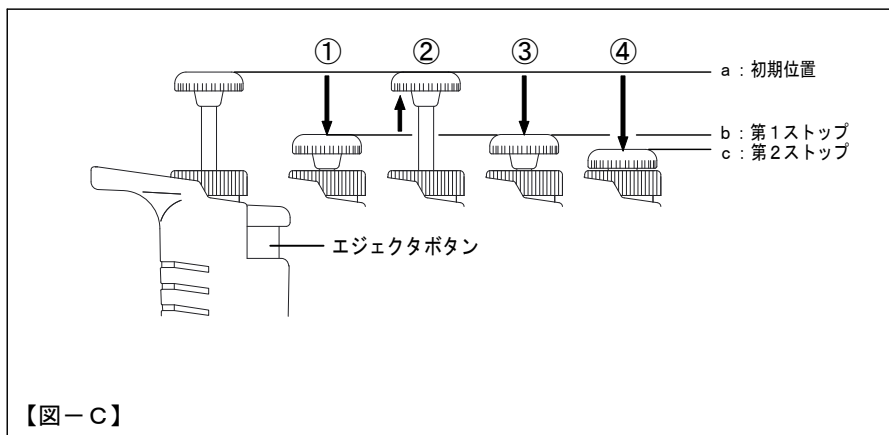 ① ② ③ ④
a：初期位置
b：第1ストップ
c：第2ストップ
エジェクタボタン
【図－C】